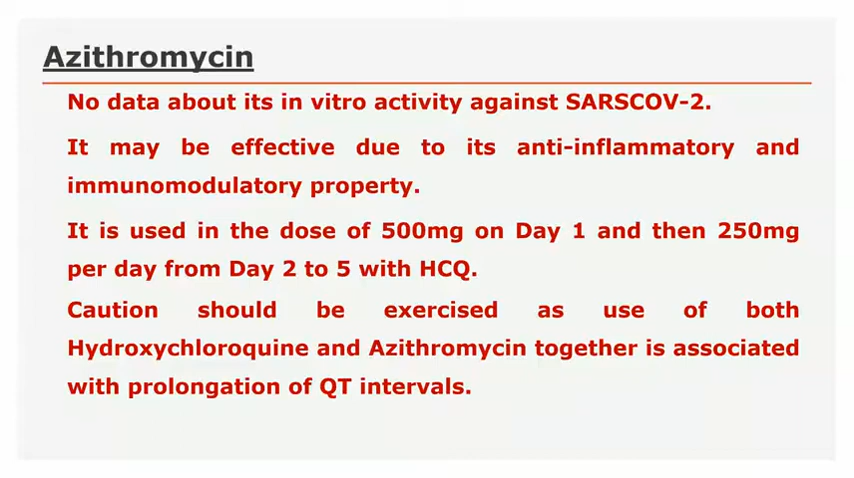 Azithromycin
No data about its in vitro activity against SARSCOV-2.
It may be effective due to its anti-inflammatory and
immunomodulatory property.
It is used in the dose of 500mg on Day 1 and then 250mg
per day from Day 2 to 5 with HCQ.
Caution should be exercised as use of both
Hydroxychloroquine and Azithromycin together is associated
with prolongation of QT intervals.